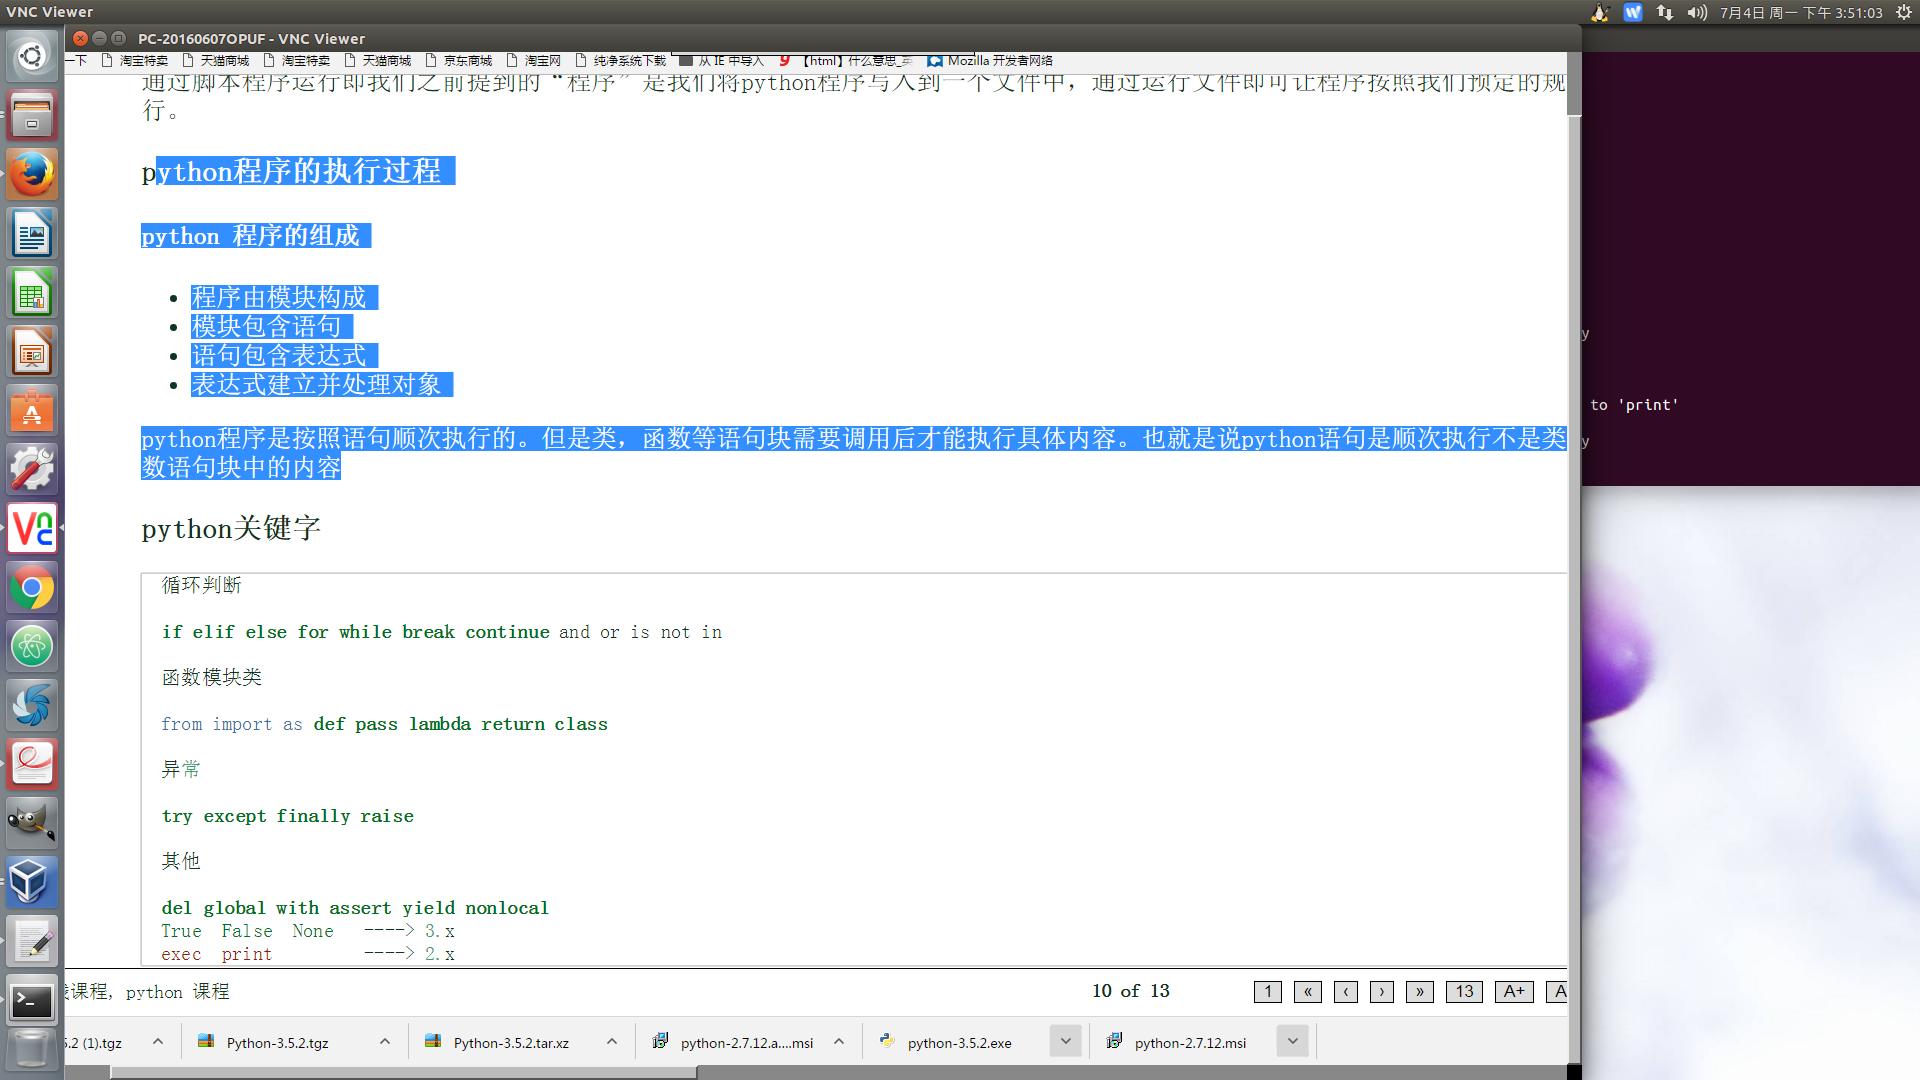 VNC Viewer
7月4日 周一 下午 3:51:03
PC-20160607OPUF - VNC Viewer
一下 淘宝特卖 天猫商城 淘宝特卖 天猫商城 京东商城 淘宝网 纯净系统下载 从 IE 中导入 【html】什么意思_英 Mozilla 开发者网络
通过脚本程序运行即我们之前提到的“程序”是我们将python程序写入到一个文件中，通过运行文件即可让程序按照我们预定的规
行。
python程序的执行过程
python 程序的组成
程序由模块构成
模块包含语句
语句包含表达式
表达式建立并处理对象
python程序是按照语句顺次执行的。但是类，函数等语句块需要调用后才能执行具体内容。也就是说python语句是顺次执行不是类
数语句块中的内容
python关键字
循环判断
if elif else for while break continue and or is not in
函数模块类
from import as def pass lambda return class
异常
try except finally raise
其他
del global with assert yield nonlocal
True False None ----> 3.x
exec print ----> 2.x
线课程, python 课程
10 of 13
1 « ‹ › » 13 A+ A
5.2 (1).tgz Python-3.5.2.tgz Python-3.5.2.tar.xz python-2.7.12.a....msi python-3.5.2.exe python-2.7.12.msi
y
to 'print'
y